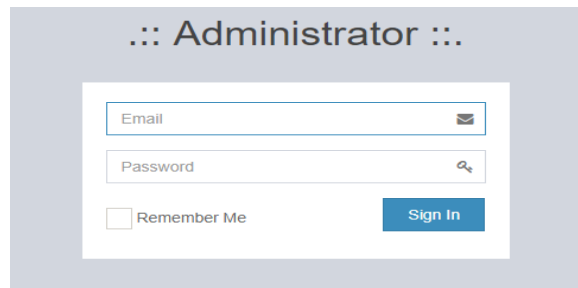 .:: Administrator ::.
Email
Password
Remember Me
Sign In